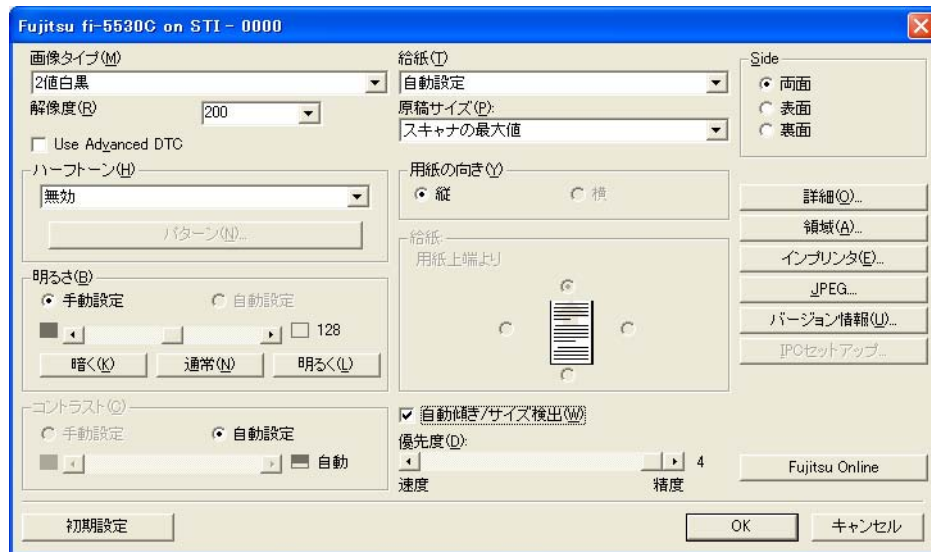 Fujitsu fi-5530C on STI - 0000
画像タイプ(M)
2値白黒
解像度(R)
200
Use Advanced DTC
ハーフトーン(H)
無効
パターン(N)...
明るさ(B)
手動設定
自動設定
128
暗く(K)
通常(N)
明るく(L)
コントラスト(C)
手動設定
自動設定
自動
初期設定
給紙(T)
自動設定
原稿サイズ(P):
スキャナの最大値
用紙の向き(Y)
縦
横
給紙:
用紙上端より
自動傾き/サイズ検出(W)
優先度(D):
4
速度
精度
Side
両面
表面
裏面
詳細(O)...
領域(A)...
インプリンタ(E)...
JPEG...
バージョン情報(U)...
IPCセットアップ...
Fujitsu Online
OK
キャンセル